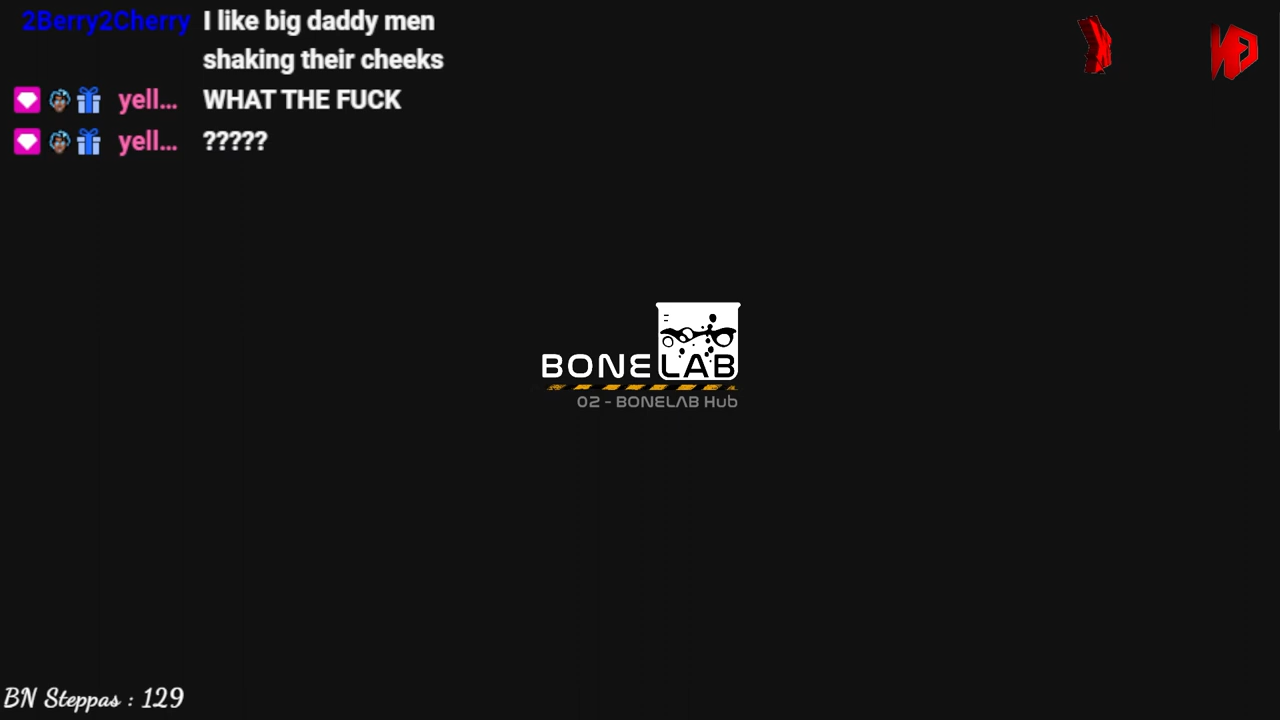 2Berry2Cherry I like big daddy men
shaking their cheeks
yell... WHAT THE FUCK
yell... ?????
BONELAB
02 - BONELAB Hub
BN Steppas : 129